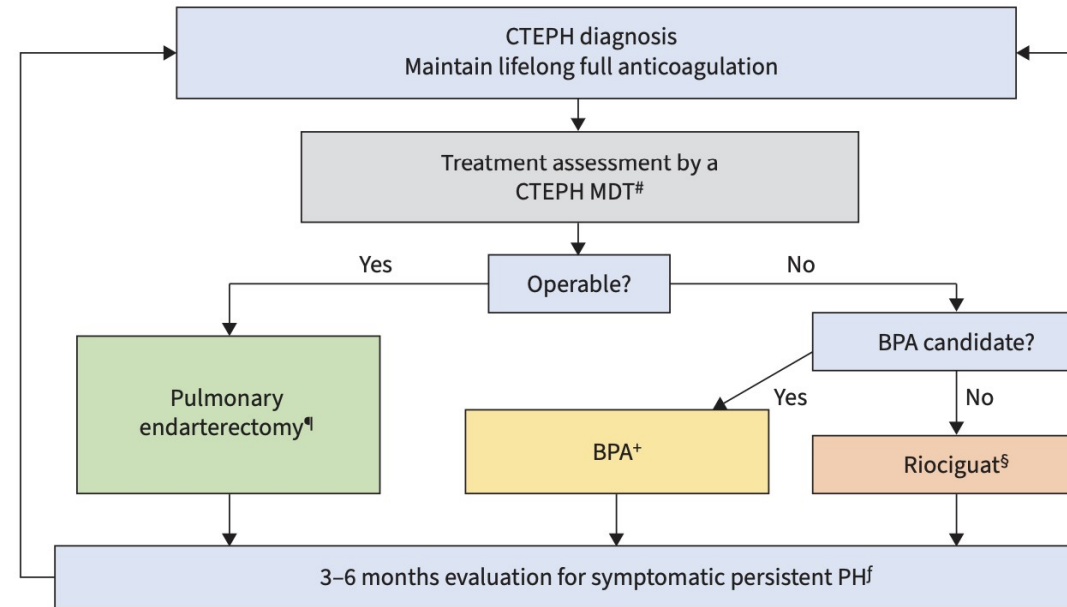 CTEPH diagnosis
Maintain lifelong full anticoagulation
Treatment assessment by a
CTEPH MDT#
Yes
Operable?
No
BPA candidate?
Pulmonary
endarterectomy¶
Yes
No
BPA+
Riociguat§
3–6 months evaluation for symptomatic persistent PHƒ